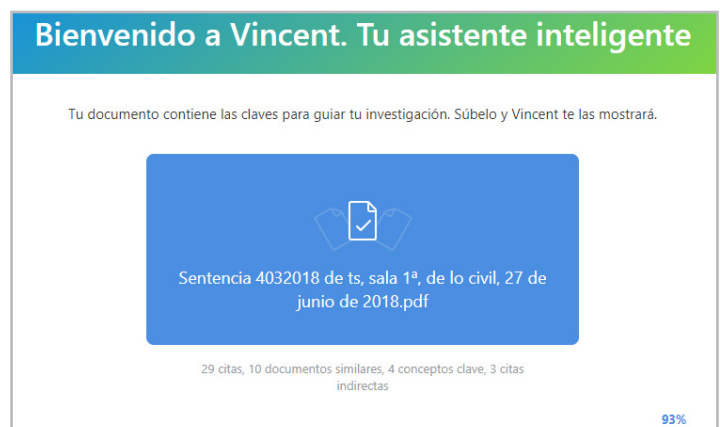 Bienvenido a Vincent. Tu asistente inteligente
Tu documento contiene las claves para guiar tu investigación. Súbelo y Vincent te las mostrará.
Sentencia 4032018 de ts, sala 1ª, de lo civil, 27 de
junio de 2018.pdf
29 citas, 10 documentos similares, 4 conceptos clave, 3 citas
indirectas
93%